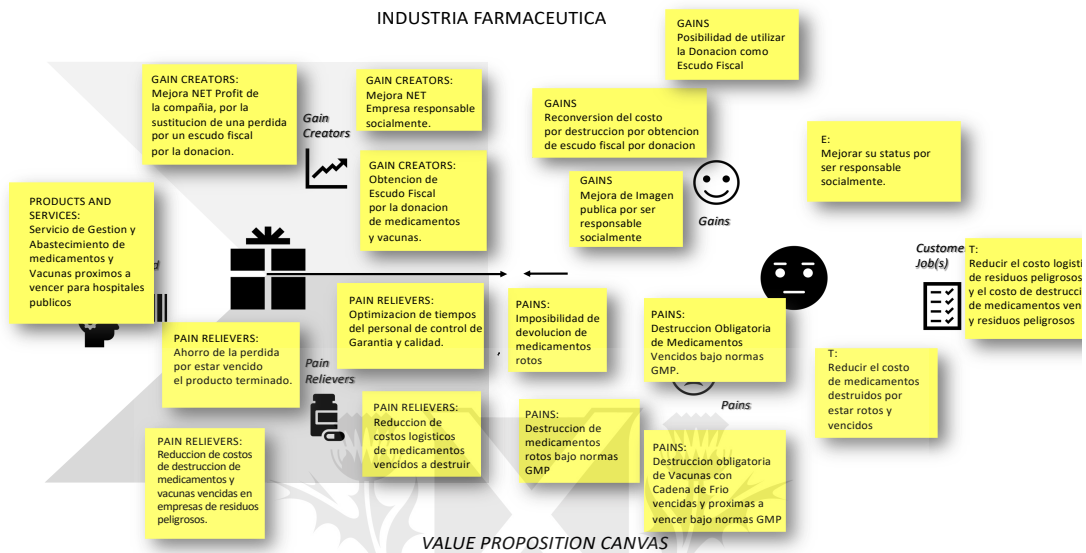 INDUSTRIA FARMACEUTICA
GAINS
Posibilidad de utilizar
la Donacion como
Escudo Fiscal
GAIN CREATORS:
Mejora NET Profit de
la compañia, por la
sustitucion de una perdida
por un escudo fiscal
por la donacion.
Gain
Creators
GAIN CREATORS:
Mejora NET
Empresa responsable
socialmente.
GAINS
Reconversion del costo
por destruccion por obtencion
de escudo fiscal por donacion
E:
Mejorar su status por
ser responsable
socialmente.
GAIN CREATORS:
Obtencion de
Escudo Fiscal
por la donacion
de medicamentos
y vacunas.
GAINS
Mejora de Imagen
publica por ser
responsable
socialmente
Gains
PRODUCTS AND
SERVICES:
Servicio de Gestion y
Abastecimiento de
medicamentos y
Vacunas proximos a
vencer para hospitales
publicos
Job(s)
T:
Reducir el costo
de residuos peligrosos
y el costo de
de medicamentos
y residuos peligrosos
PAIN RELIEVERS:
Optimizacion de tiempos
del personal de control de
Garantia y calidad.
PAINS:
Imposibilidad de
devolucion de
medicamentos
rotos
PAINS:
Destruccion Obligatoria
de Medicamentos
Vencidos bajo normas
GMP.
PAIN RELIEVERS:
Ahorro de la perdida
por estar vencido
el producto terminado.
Pain
Relievers
T:
Reducir el costo
de medicamentos
destruidos por
estar rotos y
vencidos
Pains
PAIN RELIEVERS:
Reduccion de
costos logisticos
de medicamentos
vencidos a destruir
PAINS:
Destruccion de
medicamentos
rotos bajo normas
GMP
PAIN RELIEVERS:
Reduccion de costos
de destruccion de
medicamentos y
vacunas vencidas en
empresas de residuos
peligrosos.
PAINS:
Destruccion obligatoria
de Vacunas con
Cadena de Frio
vencidas y proximas a
vencer bajo normas GMP
VALUE PROPOSITION CANVAS